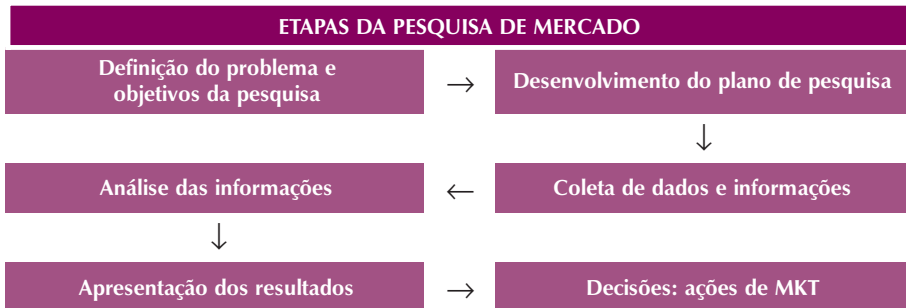 ETAPAS DA PESQUISA DE MERCADO
Definição do problema e
objetivos da pesquisa
→
Desenvolvimento do plano de pesquisa
↓
Análise das informações
←
Coleta de dados e informações
↓
Apresentação dos resultados
→
Decisões: ações de MKT